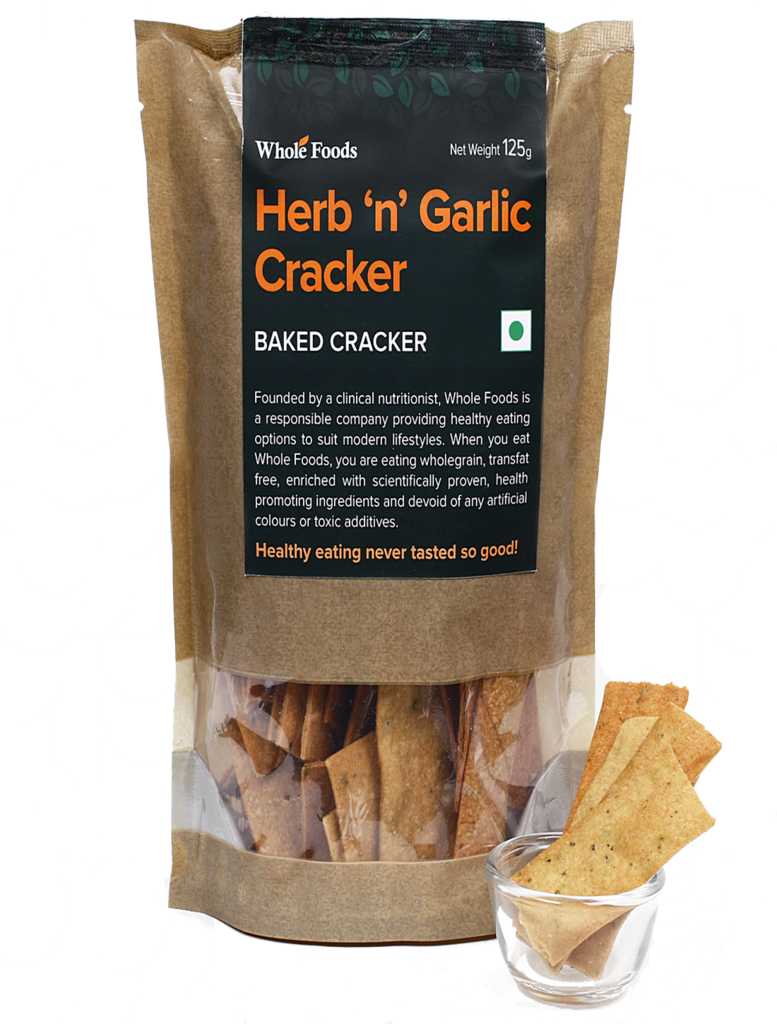 Whole Foods
Net Weight 125g
Herb ‘n’ Garlic
Cracker
BAKED CRACKER
Founded by a clinical nutritionist, Whole Foods is
a responsible company providing healthy eating
options to suit modern lifestyles. When you eat
Whole Foods, you are eating wholegrain, transfat
free, enriched with scientifically proven, health
promoting ingredients and devoid of any artificial
colours or toxic additives.
Healthy eating never tasted so good!